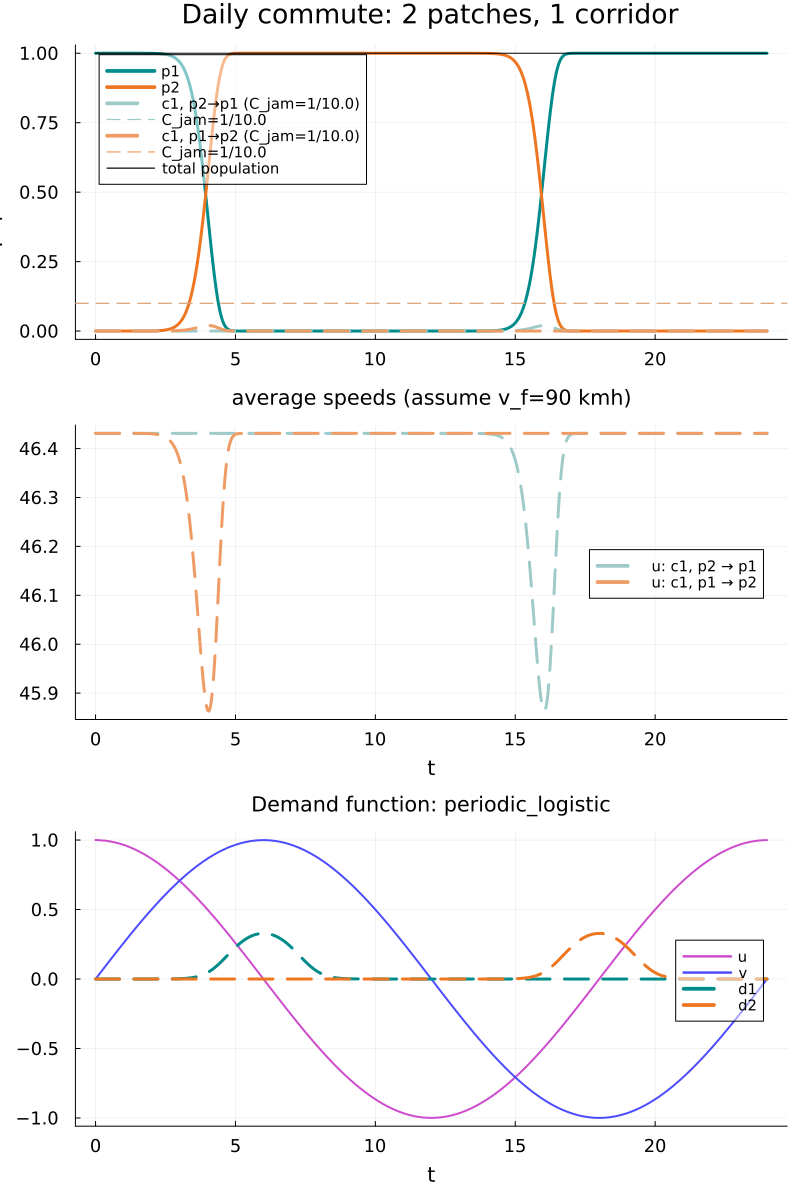 Daily commute: 2 patches, 1 corridor
1.00
0.75
0.50
0.25
0.00
p1
p2
c1, p2→p1 (C_jam=1/10.0)
C_jam=1/10.0
c1, p1→p2 (C_jam=1/10.0)
C_jam=1/10.0
total population
0 5 10 15 20
average speeds (assume v_f=90 kmh)
46.4
46.3
46.2
46.1
46.0
45.9
u: c1, p2 → p1
u: c1, p1 → p2
0 5 10 15 20
t
Demand function: periodic_logistic
1.0
0.5
0.0
−0.5
−1.0
u
v
d1
d2
0 5 10 15 20
t